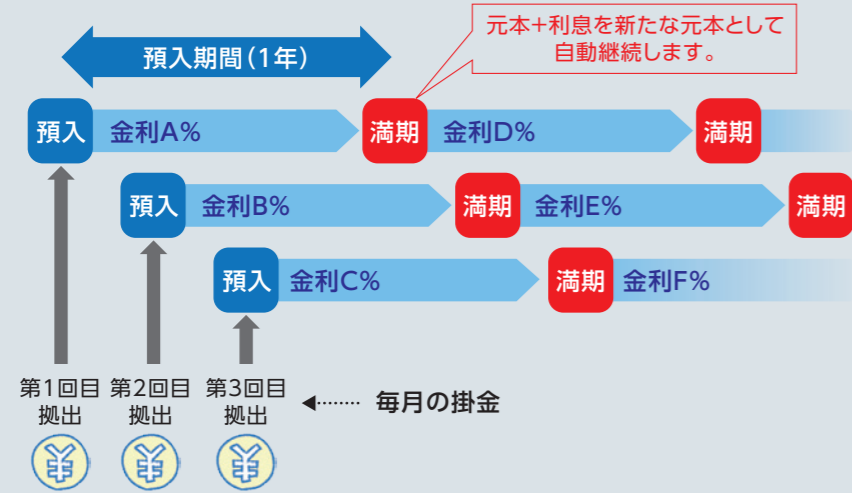 元本+利息を新たな元本として
自動継続します。
預入期間(1年)
預入 金利A% 満期 金利D% 満期
預入 金利B% 満期 金利E% 満期
預入 金利C% 満期 金利F%
第1回目 第2回目 第3回目
拠出 拠出 拠出
毎月の掛金
¥ ¥ ¥